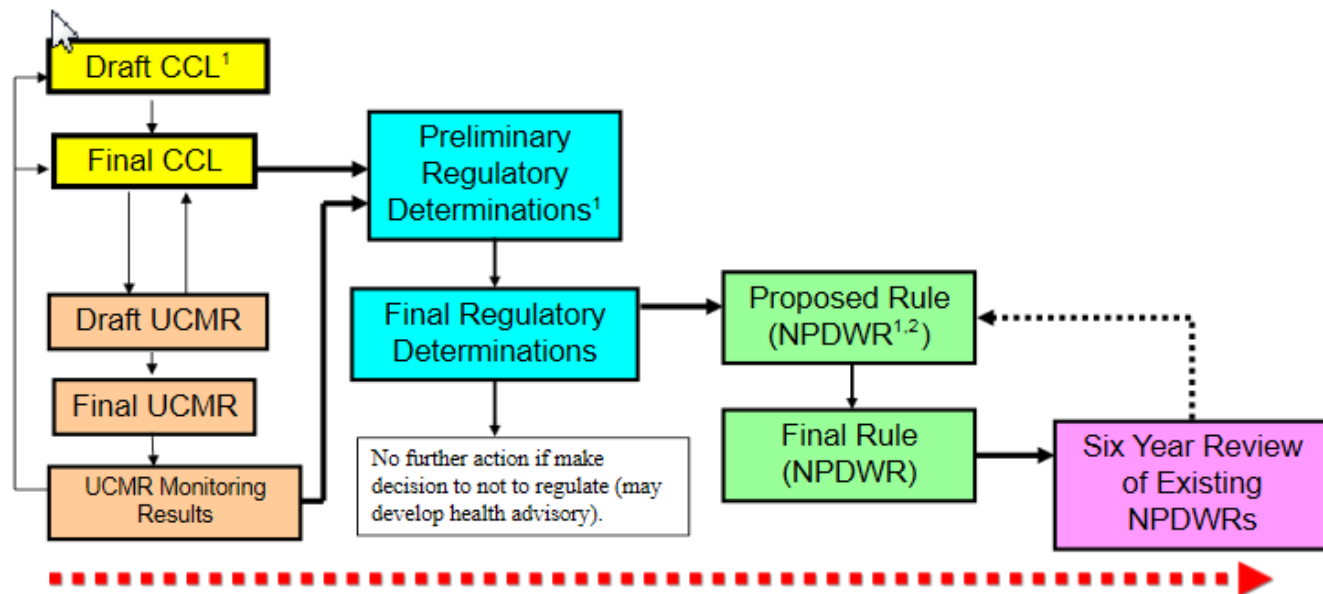 Draft CCL¹
Final CCL
Draft UCMR
Final UCMR
UCMR Monitoring
Results
Preliminary
Regulatory
Determinations¹
Final Regulatory
Determinations
No further action if make
decision to not to regulate (may
develop health advisory).
Proposed Rule
(NPDWR¹,²)
Final Rule
(NPDWR)
Six Year Review
of Existing
NPDWRs